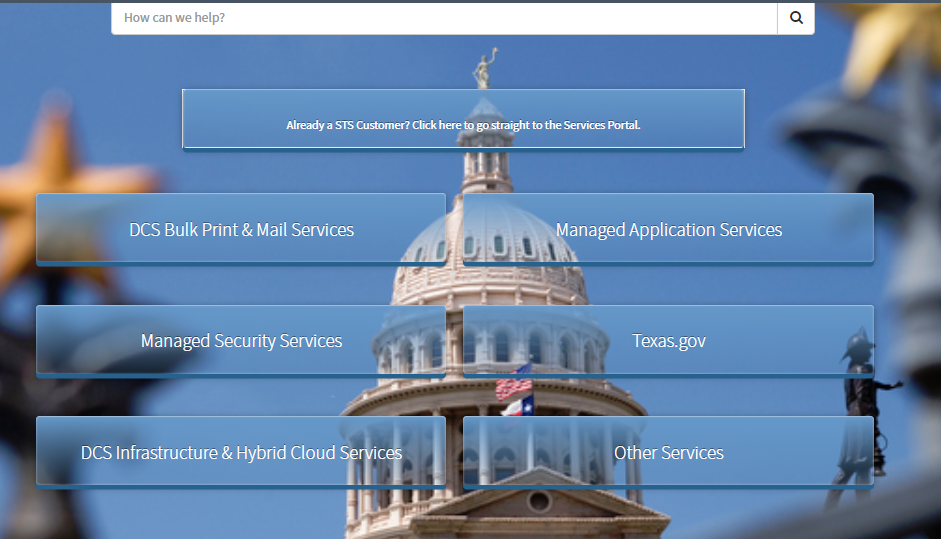 How can we help?
Already a STS Customer? Click here to go straight to the Services Portal.
DCS Bulk Print & Mail Services
Managed Application Services
Managed Security Services
Texas.gov
DCS Infrastructure & Hybrid Cloud Services
Other Services